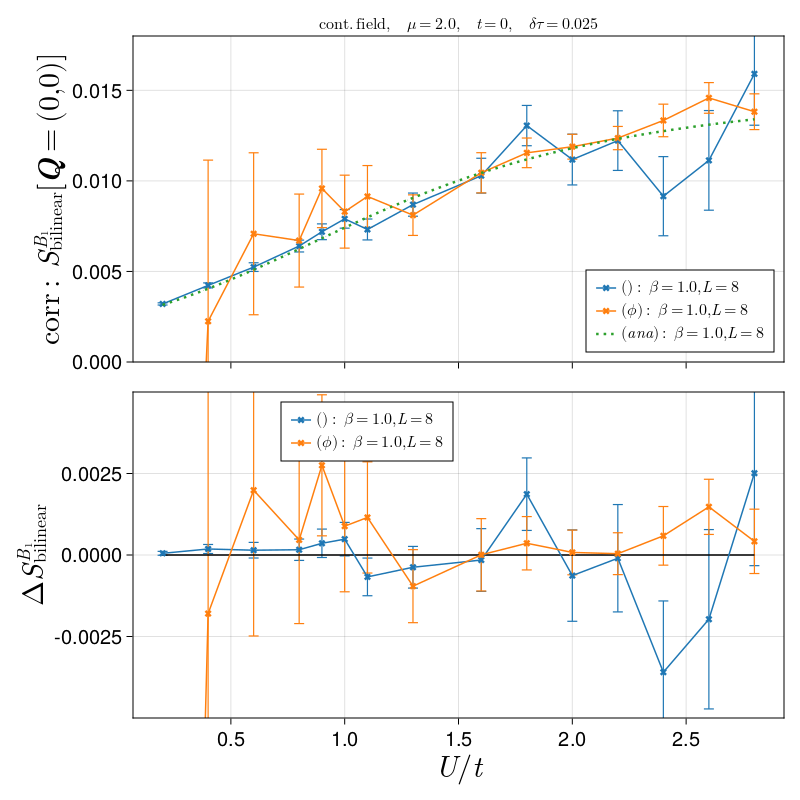 cont. field, μ = 2.0, t = 0, δτ = 0.025
corr: S^{B_1}_{bilinear}[Q = (0,0)]
0.015
0.010
0.005
0.000
(): β = 1.0, L = 8
(ϕ): β = 1.0, L = 8
(ana): β = 1.0, L = 8
ΔS^{B_1}_{bilinear}
0.0025
0.0000
-0.0025
(): β = 1.0, L = 8
(ϕ): β = 1.0, L = 8
0.5 1.0 1.5 2.0 2.5
U/t